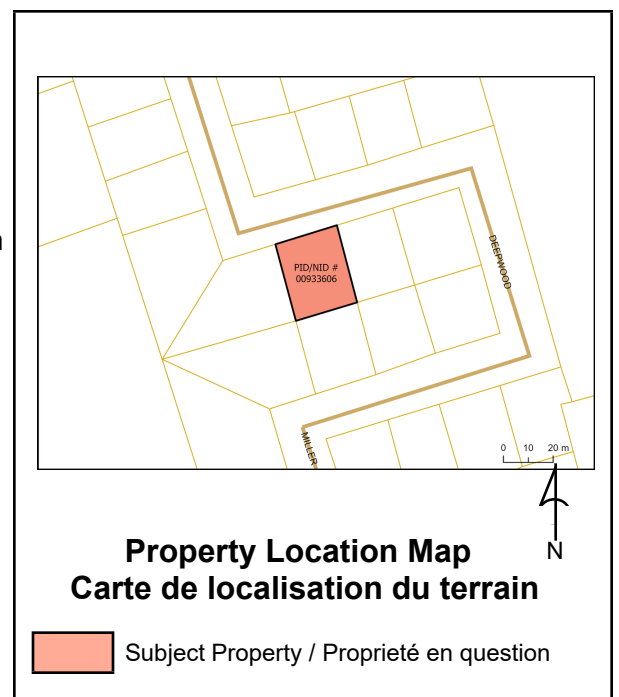 PID/NID #
00933606
DEEPWOOD
MILLER
0 10 20 m
N
Property Location Map
Carte de localisation du terrain
Subject Property / Proprieté en question